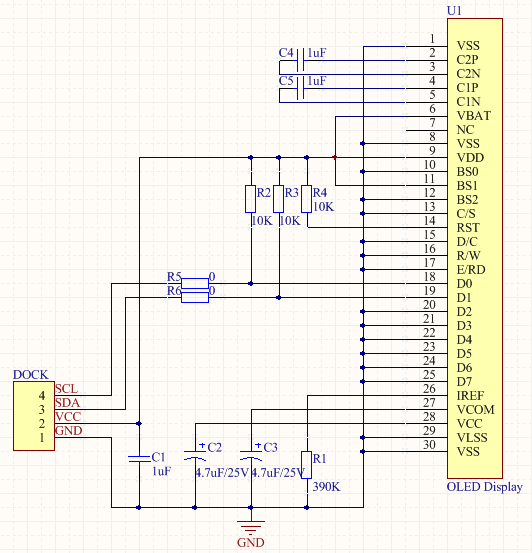 U1
1 VSS
C4 1uF
2 C2P
3 C2N
C5 1uF
4 C1P
5 C1N
6 VBAT
7 NC
8 VSS
9 VDD
10 BS0
11 BS1
R2 R3 R4
12 BS2
10K
13 C/S
10K 10K
14 RST
15 D/C
16 R/W
17 E/RD
R5 0
18 D0
R6 0
19 D1
20 D2
21 D3
22 D4
23 D5
24 D6
DOCK
25 D7
4 SCL
26 IREF
3 SDA
27 VCOM
2 VCC
28 VCC
1 GND
29 VLSS
C2 C3
30 VSS
C1 R1
1uF 4.7uF/25V 4.7uF/25V
390K
OLED Display
GND